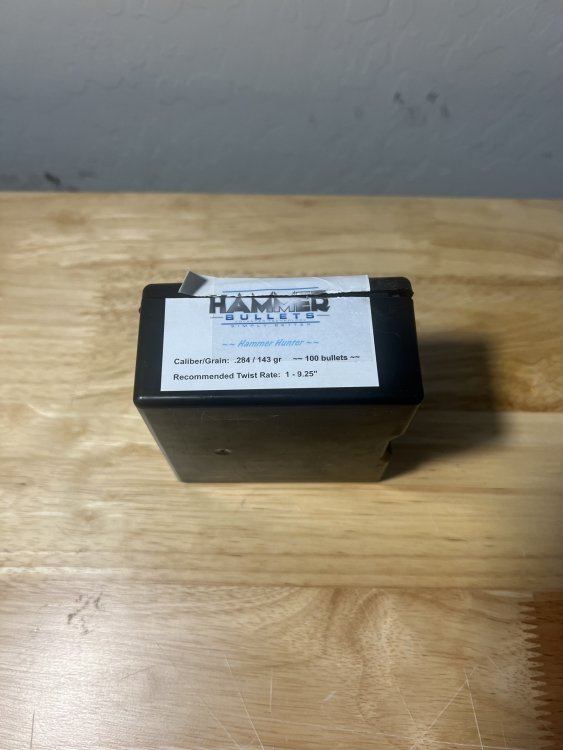 HAMMER
BULLETS
SIMPLY BETTER
~~ Hammer Hunter ~~
Caliber/Grain: .284 / 143 gr ~~ 100 bullets ~~
Recommended Twist Rate: 1 - 9.25"